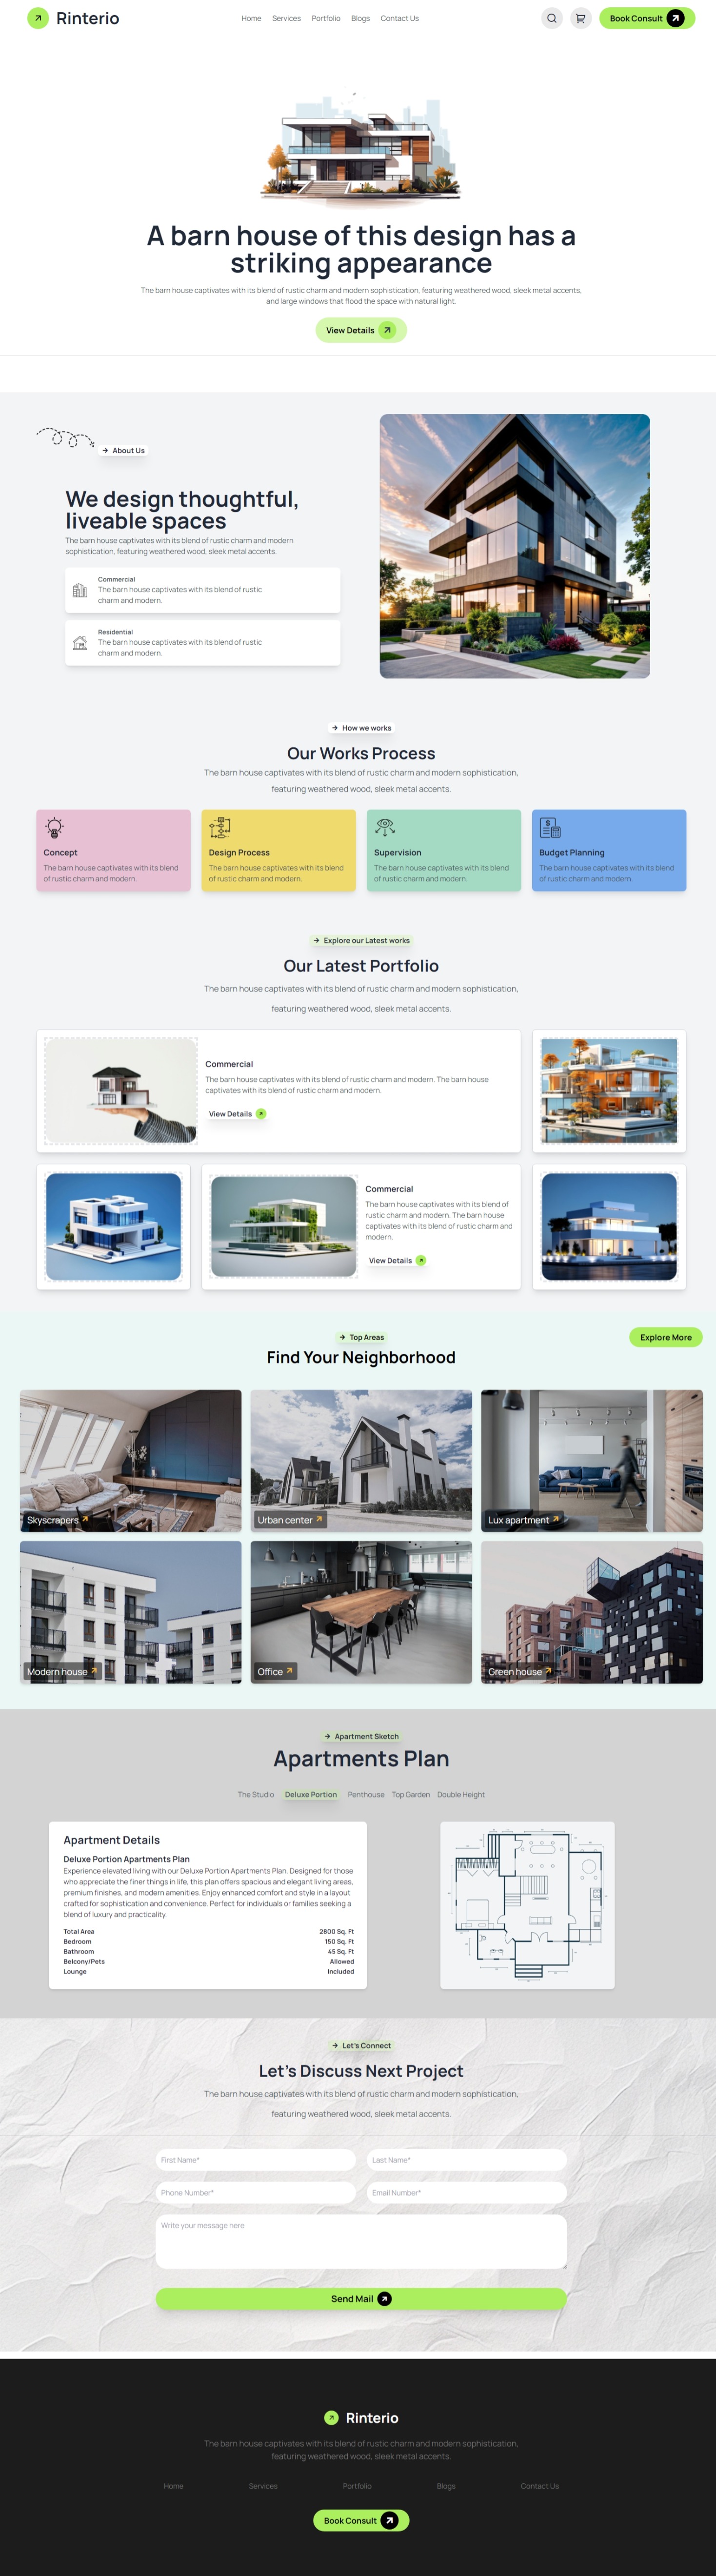 Rinterio
Home Services Portfolio Blogs Contact Us
Book Consult
A barn house of this design has a
striking appearance
The barn house captivates with its blend of rustic charm and modern sophistication, featuring weathered wood, sleek metal accents,
and large windows that flood the space with natural light.
View Details
About Us
We design thoughtful,
liveable spaces
The barn house captivates with its blend of rustic charm and modern
sophistication, featuring weathered wood, sleek metal accents.
Commercial
The barn house captivates with its blend of rustic
charm and modern.
Residential
The barn house captivates with its blend of rustic
charm and modern.
How we works
Our Works Process
The barn house captivates with its blend of rustic charm and modern sophistication,
featuring weathered wood, sleek metal accents.
Concept
The barn house captivates with its blend
of rustic charm and modern.
Design Process
The barn house captivates with its blend
of rustic charm and modern.
Supervision
The barn house captivates with its blend
of rustic charm and modern.
Budget Planning
The barn house captivates with its blend
of rustic charm and modern.
Explore our Latest works
Our Latest Portfolio
The barn house captivates with its blend of rustic charm and modern sophistication,
featuring weathered wood, sleek metal accents.
Commercial
The barn house captivates with its blend of rustic charm and modern. The barn house
captivates with its blend of rustic charm and modern.
View Details
Commercial
The barn house captivates with its blend of
rustic charm and modern. The barn house
captivates with its blend of rustic charm and
modern.
View Details
Top Areas
Explore More
Find Your Neighborhood
Skyscrapers
Urban center
Lux apartment
Modern house
Office
Green house
Apartment Sketch
Apartments Plan
The Studio Deluxe Portion Penthouse Top Garden Double Height
Apartment Details
Deluxe Portion Apartments Plan
Experience elevated living with our Deluxe Portion Apartments Plan. Designed for those
who appreciate the finer things in life, this plan offers spacious and elegant living areas,
premium finishes, and modern amenities. Enjoy enhanced comfort and style in a layout
crafted for sophistication and convenience. Perfect for individuals or families seeking a
blend of luxury and practicality.
Total Area 2800 Sq. Ft
Bedroom 150 Sq. Ft
Bathroom 45 Sq. Ft
Belcony/Pets Allowed
Lounge Included
Let's Connect
Let's Discuss Next Project
The barn house captivates with its blend of rustic charm and modern sophistication,
featuring weathered wood, sleek metal accents.
First Name* Last Name*
Phone Number* Email Number*
Write your message here
Send Mail
Rinterio
The barn house captivates with its blend of rustic charm and modern sophistication,
featuring weathered wood, sleek metal accents.
Home Services Portfolio Blogs Contact Us
Book Consult